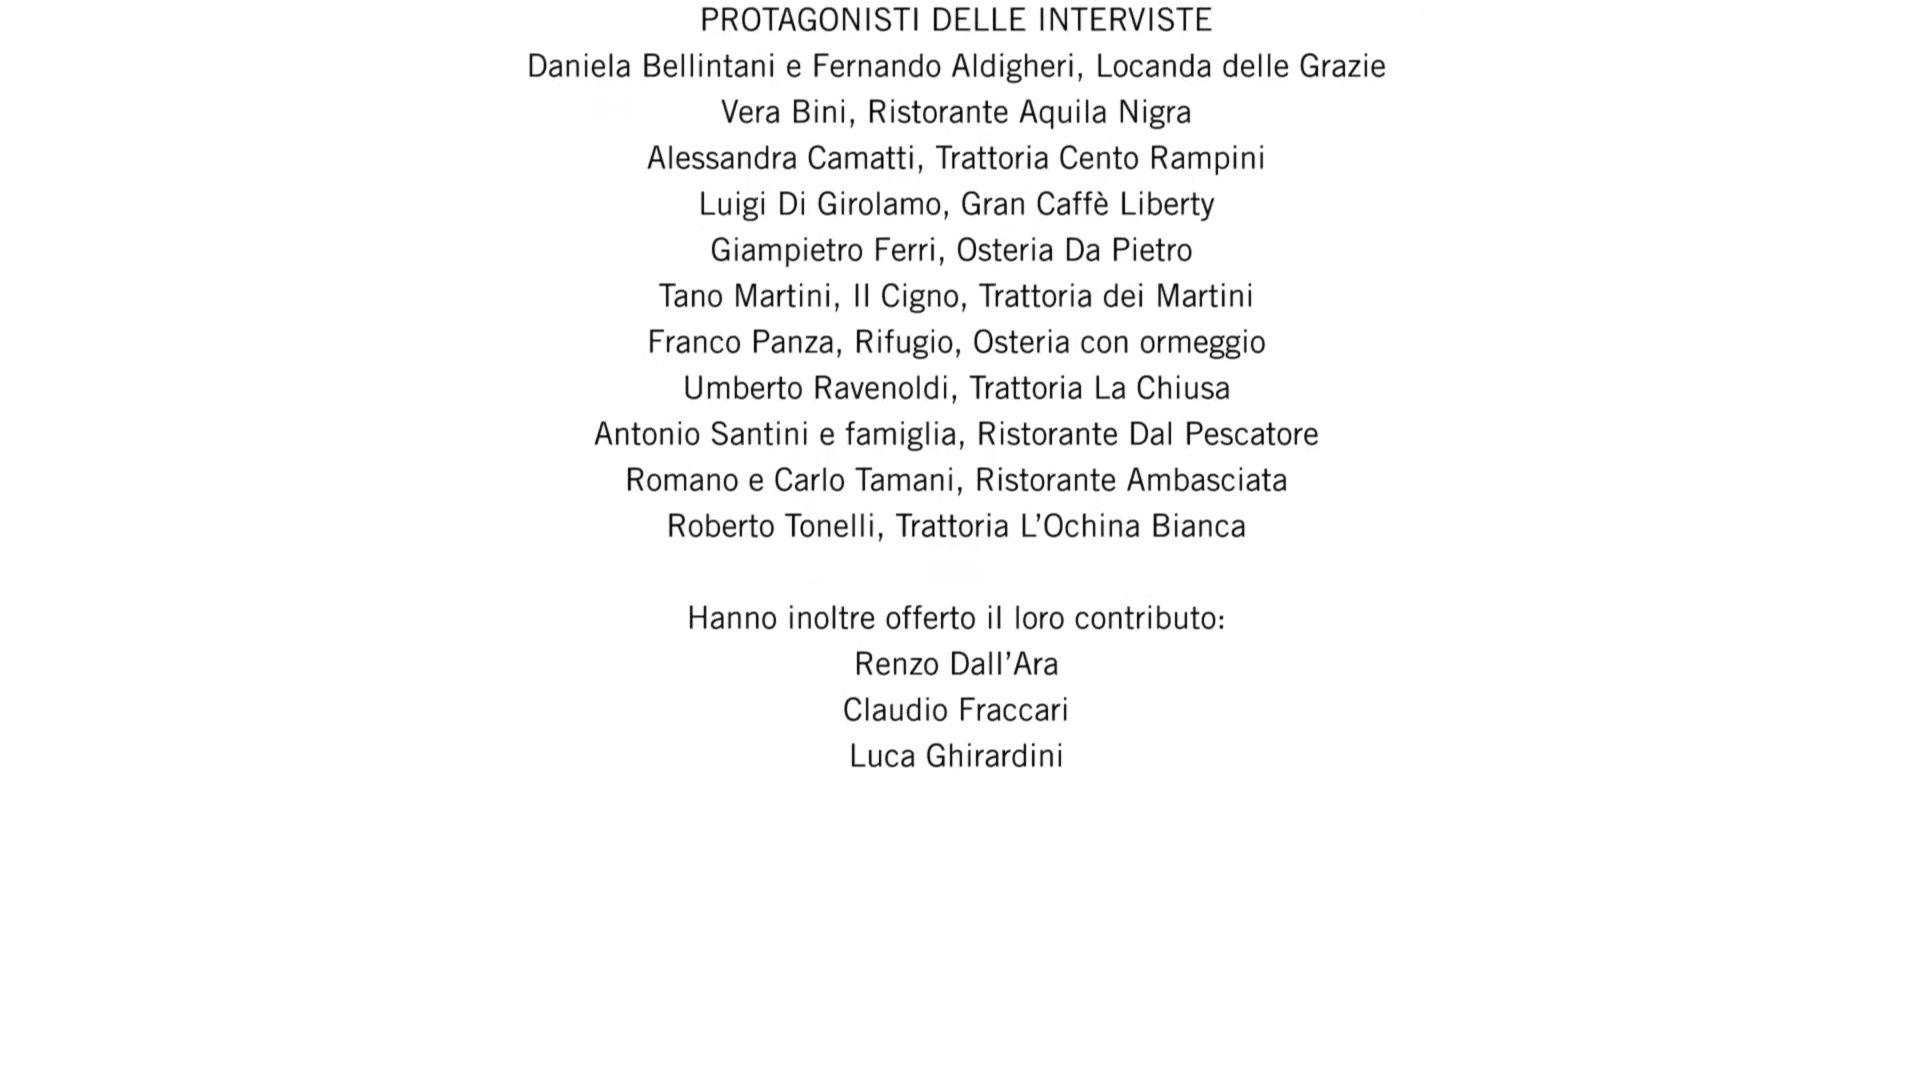 PROTAGONISTI DELLE INTERVISTE
Daniela Bellintani e Fernando Aldigheri, Locanda delle Grazie
Vera Bini, Ristorante Aquila Nigra
Alessandra Camatti, Trattoria Cento Rampini
Luigi Di Girolamo, Gran Caffè Liberty
Giampietro Ferri, Osteria Da Pietro
Tano Martini, Il Cigno, Trattoria dei Martini
Franco Panza, Rifugio, Osteria con ormeggio
Umberto Ravenoldi, Trattoria La Chiusa
Antonio Santini e famiglia, Ristorante Dal Pescatore
Romano e Carlo Tamani, Ristorante Ambasciata
Roberto Tonelli, Trattoria L’Ochina Bianca
Hanno inoltre offerto il loro contributo:
Renzo Dall’Ara
Claudio Fraccari
Luca Ghirardini